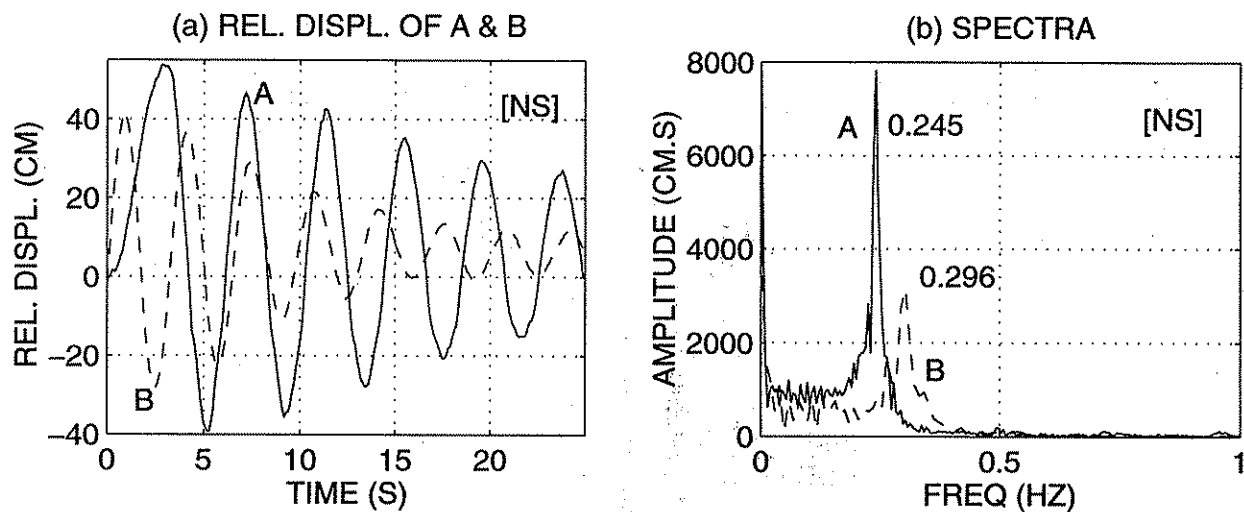 (a) REL. DISPL. OF A & B
REL. DISPL. (CM)
40
20
0
−20
−40
A
B
[NS]
0 5 10 15 20
TIME (S)
(b) SPECTRA
AMPLITUDE (CM.S)
8000
6000
4000
2000
0
A
0.245
[NS]
0.296
B
0 0.5 1
FREQ (HZ)